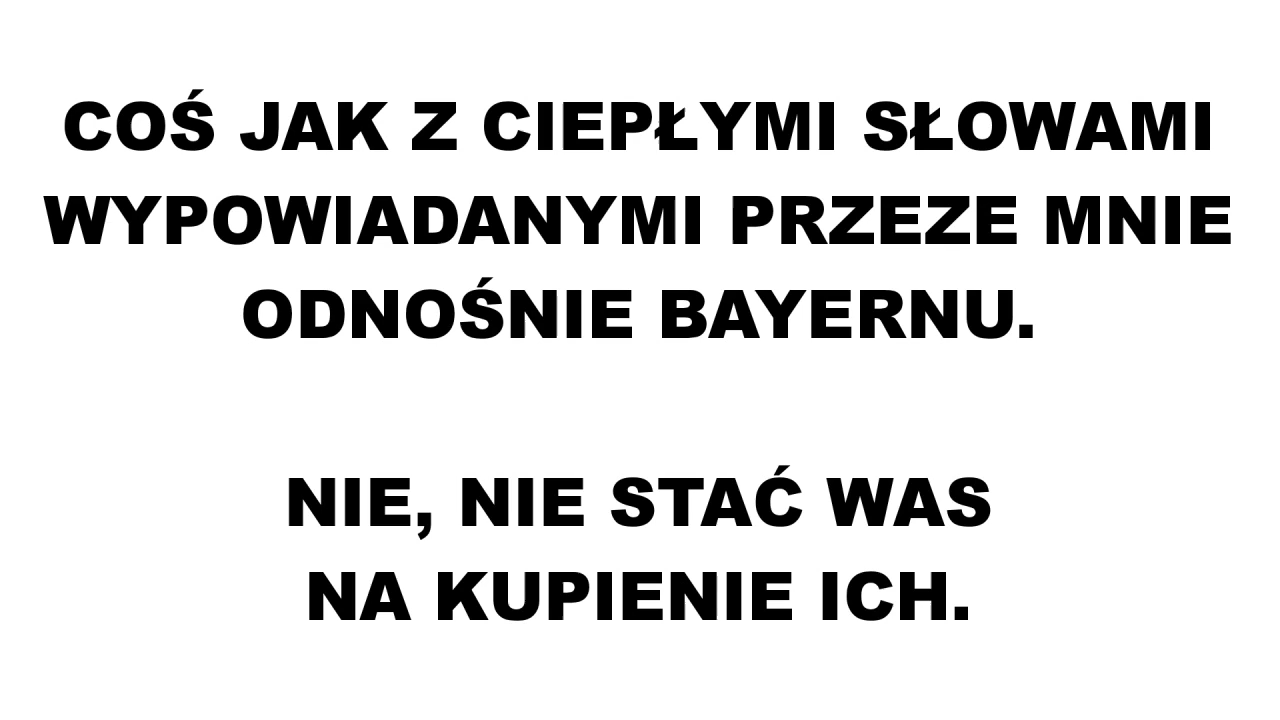 COŚ JAK Z CIEPŁYMI SŁOWAMI
WYPOWIADANYMI PRZEZE MNIE
ODNOŚNIE BAYERNU.
NIE, NIE STAĆ WAS
NA KUPIENIE ICH.